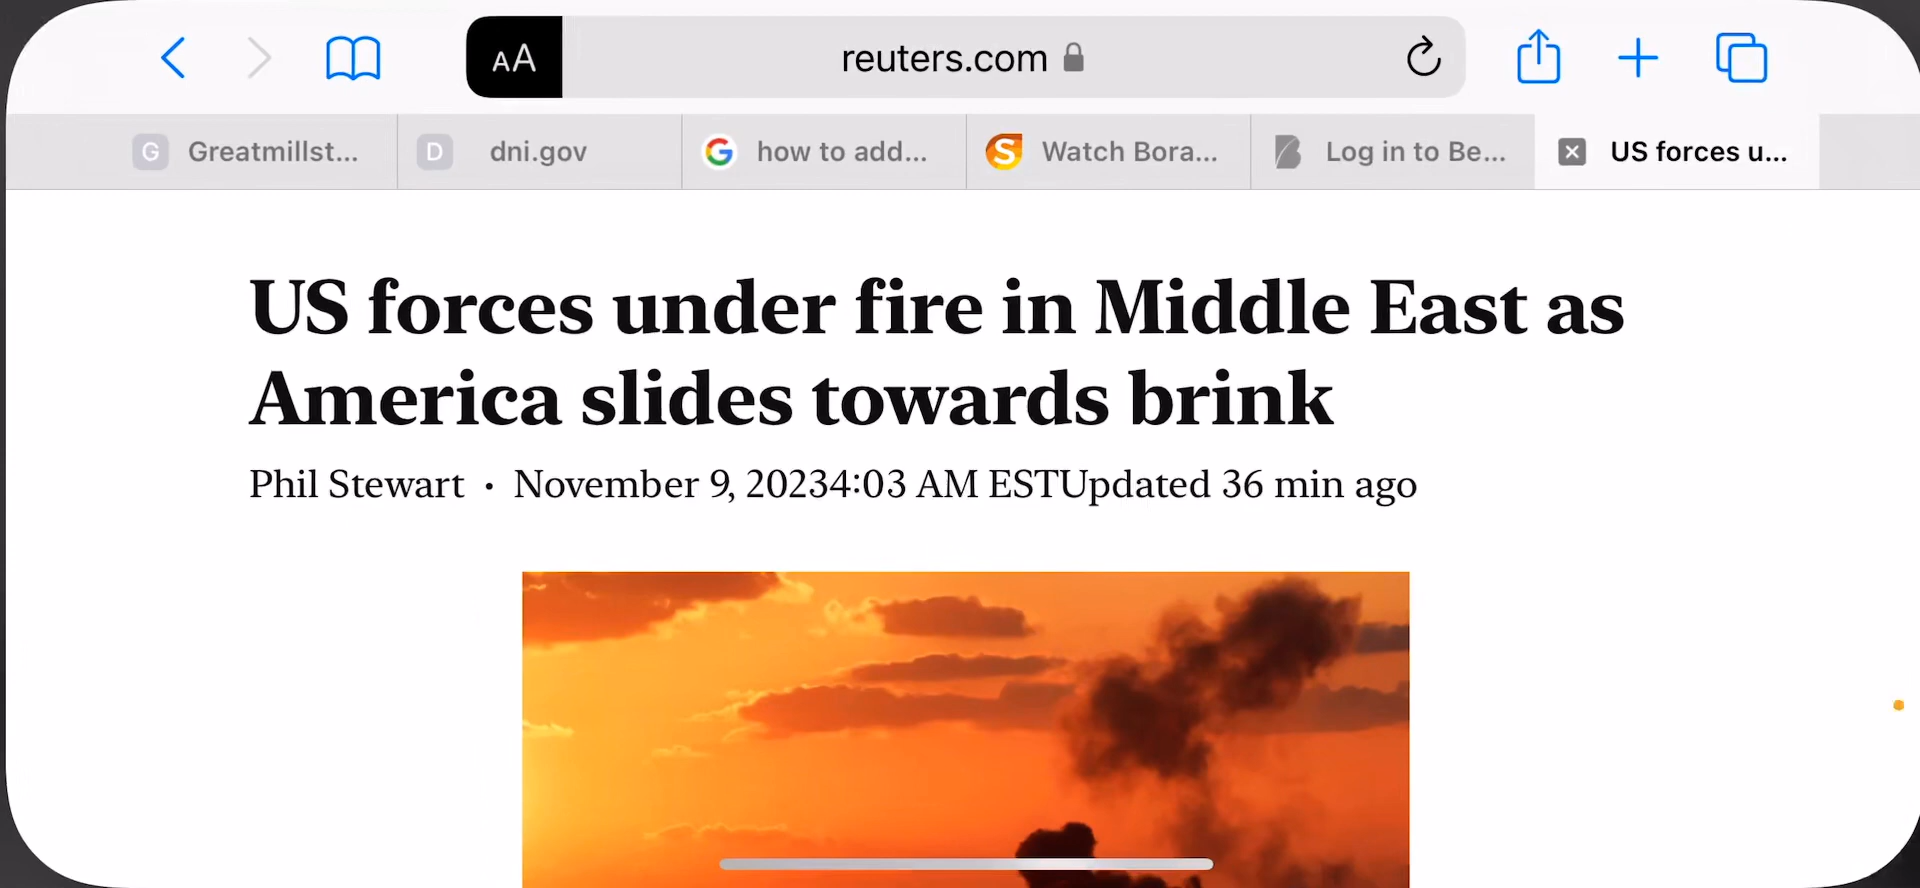 AA
reuters.com
G Greatmillst...
D dni.gov
G how to add...
S Watch Bora...
Log in to Be...
US forces u...
US forces under fire in Middle East as
America slides towards brink
Phil Stewart · November 9, 20234:03 AM ESTUpdated 36 min ago